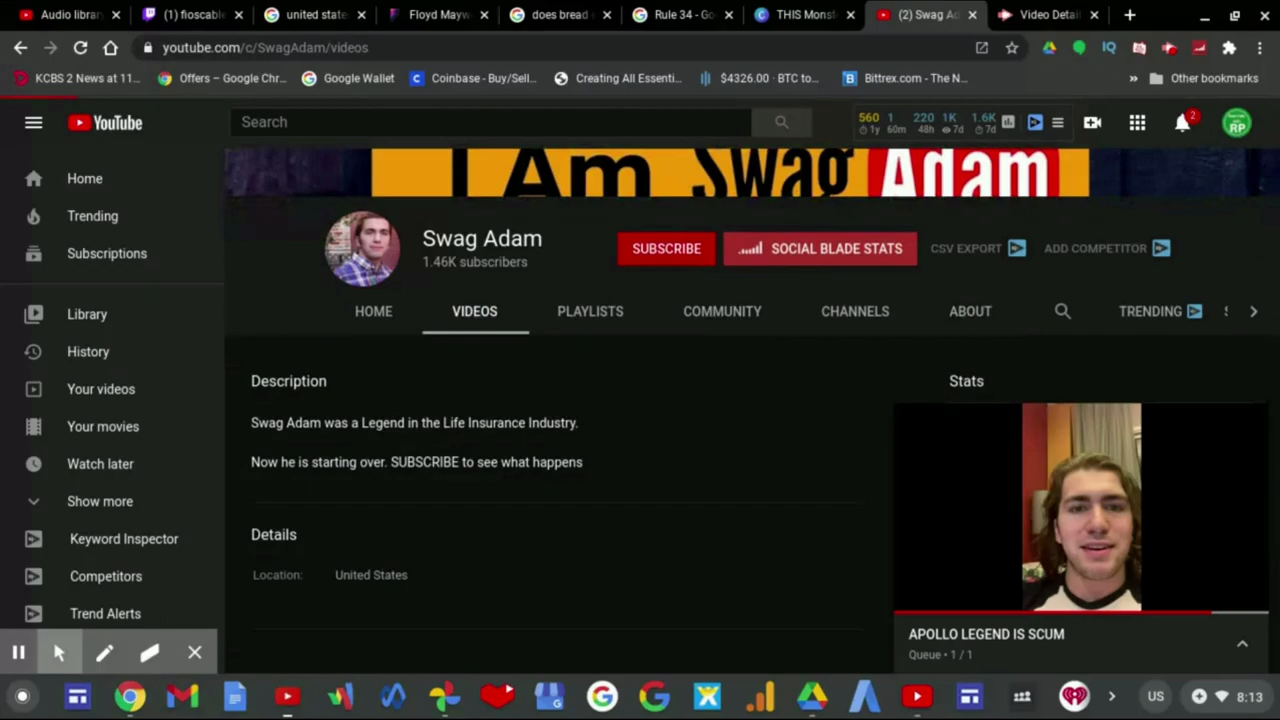 Audio library
(1) fioscable
united state
Floyd Mayw
does bread
Rule 34 - Go
THIS Monst
(2) Swag Ad
Video Detail
youtube.com/c/SwagAdam/videos
KCBS 2 News at 11...
Offers – Google Chr...
Google Wallet
Coinbase - Buy/Sell...
Creating All Essenti...
$4326.00 · BTC to...
Bittrex.com - The N...
» Other bookmarks
YouTube
Search
560 1 220 1K 1.6K
1y 60m 48h 7d 7d
2
RP
I Am Swag Adam
Home
Trending
Subscriptions
Library
History
Your videos
Your movies
Watch later
Show more
Keyword Inspector
Competitors
Trend Alerts
Swag Adam
1.46K subscribers
SUBSCRIBE
SOCIAL BLADE STATS
CSV EXPORT
ADD COMPETITOR
HOME
VIDEOS
PLAYLISTS
COMMUNITY
CHANNELS
ABOUT
TRENDING
Description
Swag Adam was a Legend in the Life Insurance Industry.
Now he is starting over. SUBSCRIBE to see what happens
Details
Location: United States
Stats
APOLLO LEGEND IS SCUM
Queue • 1 / 1
US
8:13